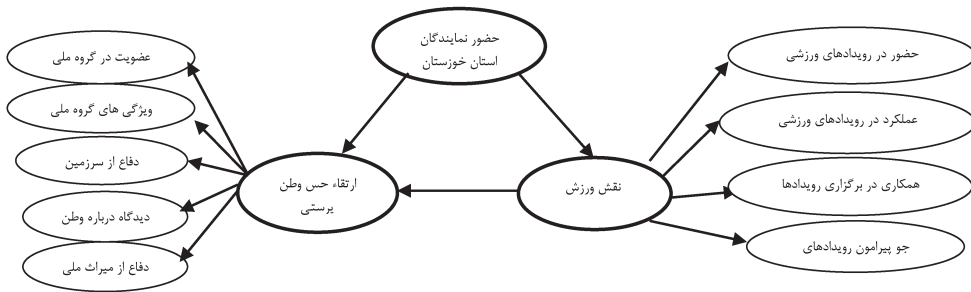 حضور نمایندگان
استان خوزستان
حضور در رویدادهای ورزشی
عملکرد در رویدادهای ورزشی
همکاری در برگزاری رویدادها
جو پیرامون رویدادهای
نقش ورزش
ارتقاء حس وطن
پرستی
عضویت در گروه ملی
ویژگی های گروه ملی
دفاع از سرزمین
دیدگاه درباره وطن
دفاع از میراث ملی